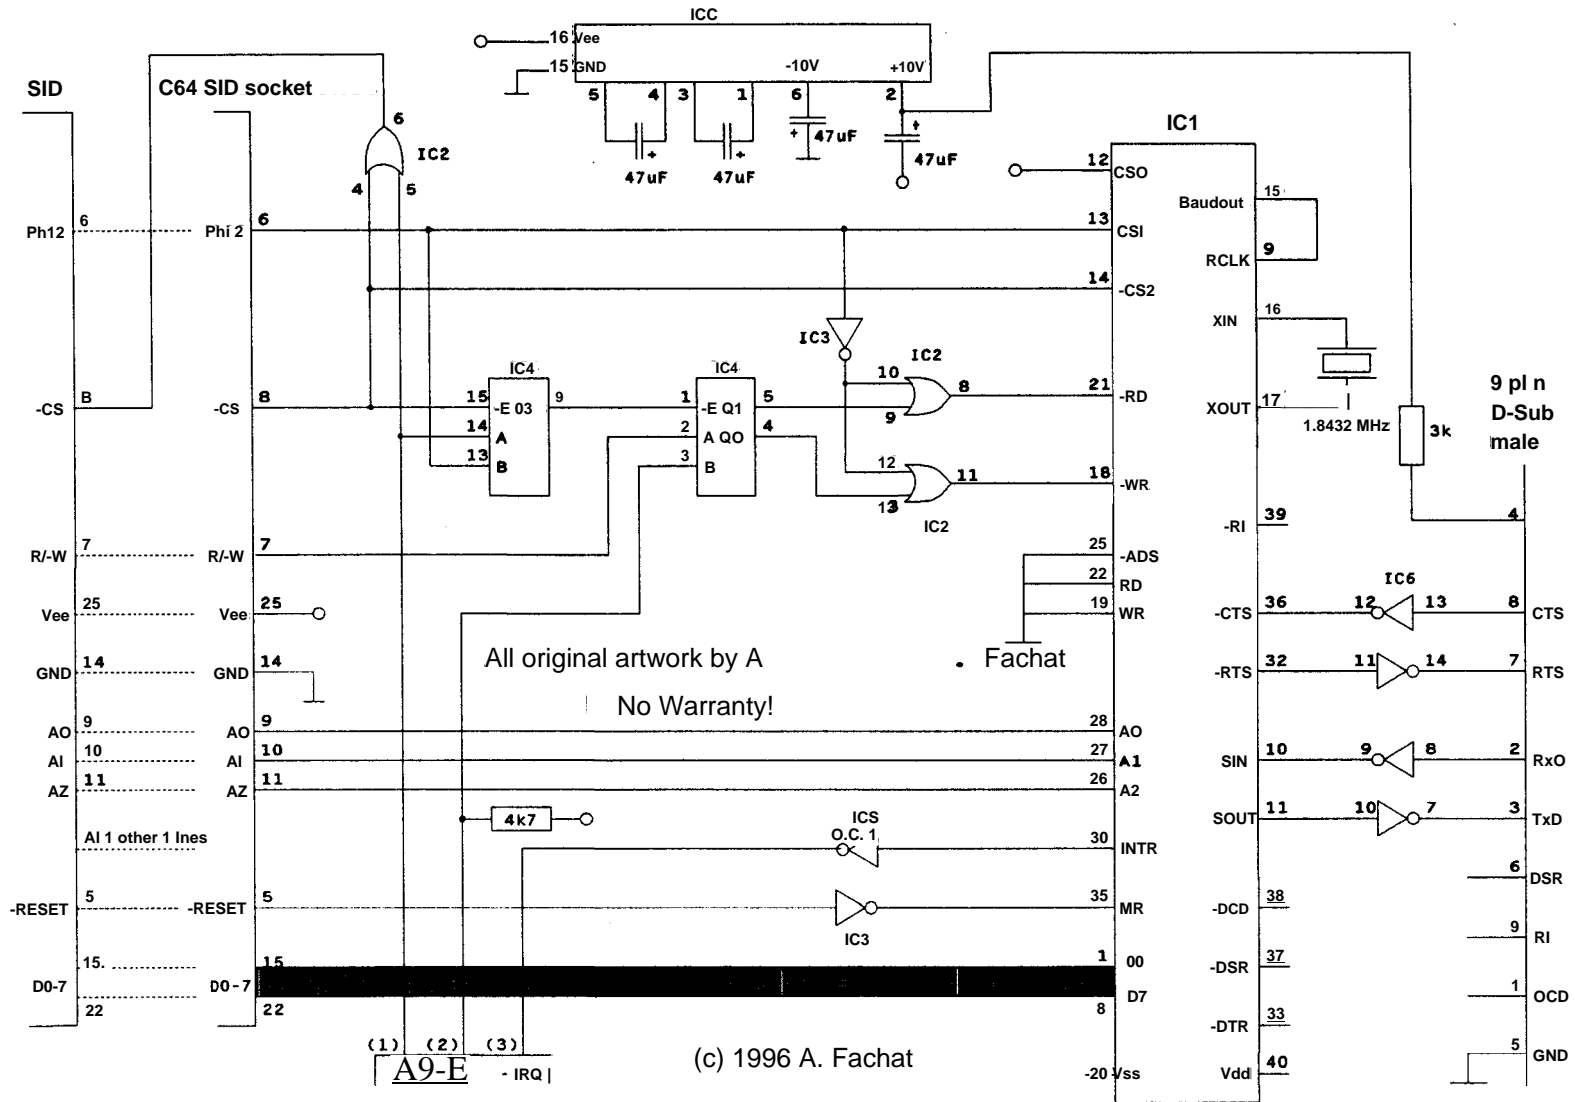 ICC
16 Vee
15 GND
-10V
+10V
5 4 3 1 6 2
47uF
47uF
47uF
47uF
SID
C64 SID socket
6
IC2
4 5
IC1
12 CSO
Baudout 15
Ph12 6
Phi 2 6
13 CSI
RCLK 9
14 -CS2
XIN 16
IC3
IC2
IC4
IC4
-CS B
-CS 8
15 -E 03 9
14 A
13 B
1 -E Q1 5
2 A QO 4
3 B
10
9
8
21 -RD
XOUT 17
1.8432 MHz
3k
9 pl n
D-Sub
male
12
13
3
11
IC2
18 -WR
-RI 39
4
R/-W 7
R/-W 7
25 -ADS
22 RD
19 WR
IC6
Vee 25
Vee 25
-CTS 36 12 13 8 CTS
GND 14
GND 14
All original artwork by A . Fachat
No Warranty!
-RTS 32 11 14 7 RTS
AO 9
AO 9
28 AO
AI 10
AI 10
27 A1
SIN 10 9 8 2 RxO
AZ 11
AZ 11
26 A2
4k7
ICS
O.C. 1
SOUT 11 10 7 3 TxD
AI 1 other 1 Ines
30 INTR
6 DSR
-RESET 5
-RESET 5
IC3
35 MR
-DCD 38
9 RI
15.
D0-7
22
15
D0-7
22
1 00
D7
8
-DSR 37
1 OCD
-DTR 33
(1) (2) (3)
A9-E - IRQ
(c) 1996 A. Fachat
5 GND
-20 Vss
Vdd 40